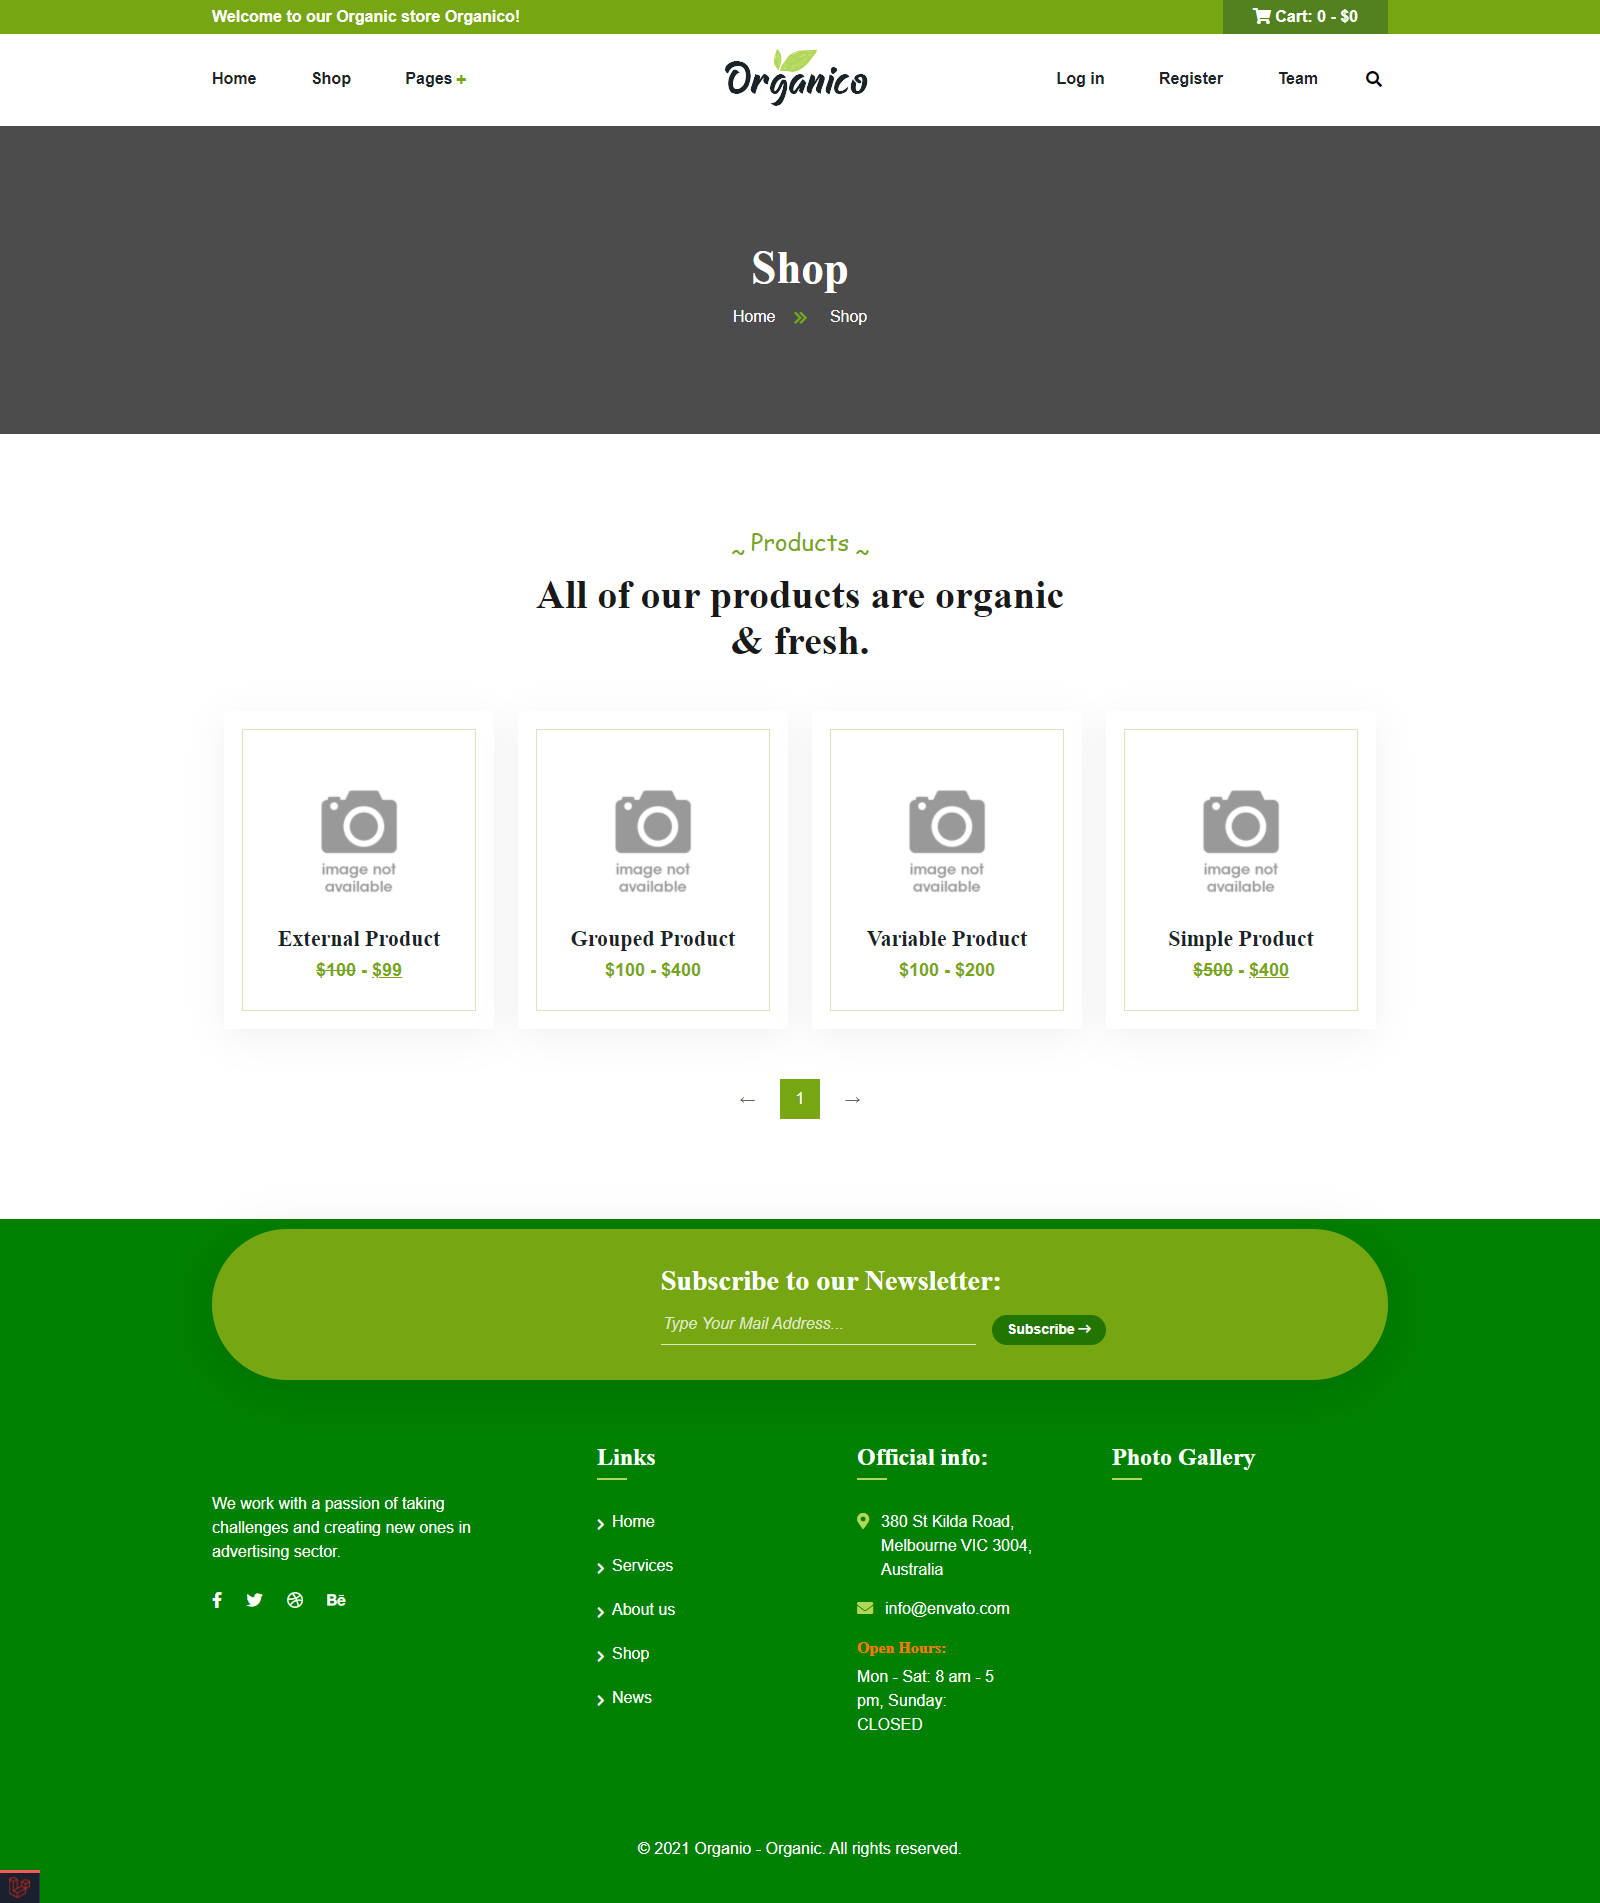 Welcome to our Organic store Organico!
Cart: 0 - $0
Home
Shop
Pages +
Organico
Log in
Register
Team
Shop
Home » Shop
~ Products ~
All of our products are organic
& fresh.
image not
available
External Product
$100 - $99
image not
available
Grouped Product
$100 - $400
image not
available
Variable Product
$100 - $200
image not
available
Simple Product
$500 - $400
← 1 →
Subscribe to our Newsletter:
Type Your Mail Address...
Subscribe →
We work with a passion of taking
challenges and creating new ones in
advertising sector.
Bē
Links
Home
Services
About us
Shop
News
Official info:
380 St Kilda Road,
Melbourne VIC 3004,
Australia
info@envato.com
Open Hours:
Mon - Sat: 8 am - 5
pm, Sunday:
CLOSED
Photo Gallery
© 2021 Organio - Organic. All rights reserved.